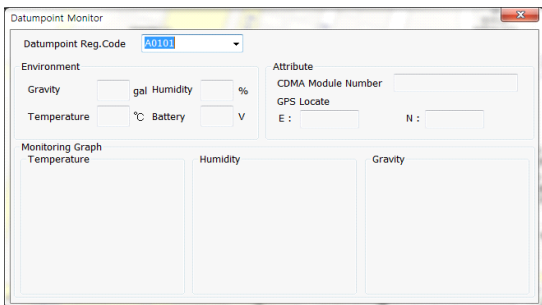 Datumpoint Monitor
Datumpoint Reg.Code A0101
Environment
Gravity gal Humidity %
Temperature ℃ Battery V
Attribute
CDMA Module Number
GPS Locate
E : N :
Monitoring Graph
Temperature Humidity Gravity